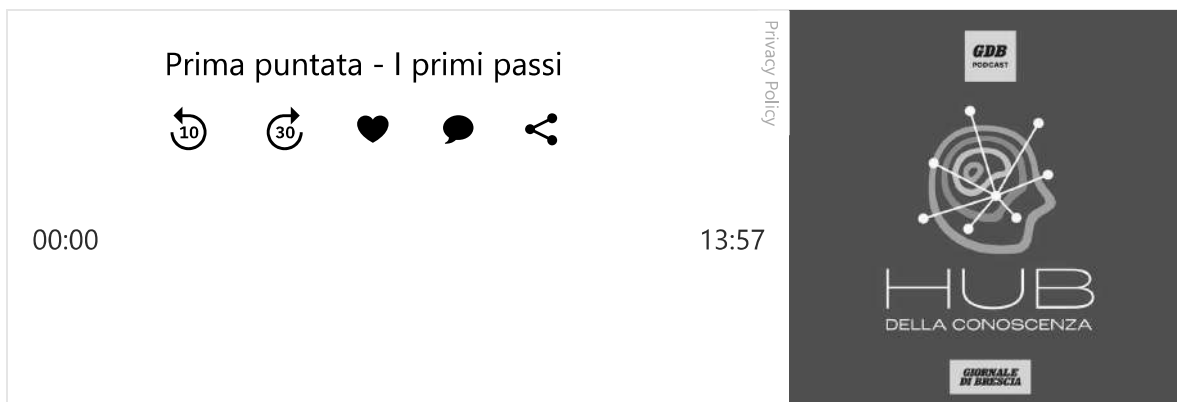 Prima puntata - I primi passi
10
30
00:00
13:57
Privacy Policy
GDB
PODCAST
HUB
DELLA CONOSCENZA
GIORNALE
DI BRESCIA